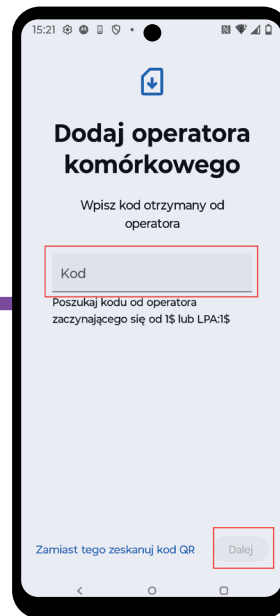 15:21
Dodaj operatora
komórkowego
Wpisz kod otrzymany od
operatora
Kod
Poszukaj kodu od operatora
zaczynającego się od 1$ lub LPA:1$
Zamiast tego zeskanuj kod QR
Dalej